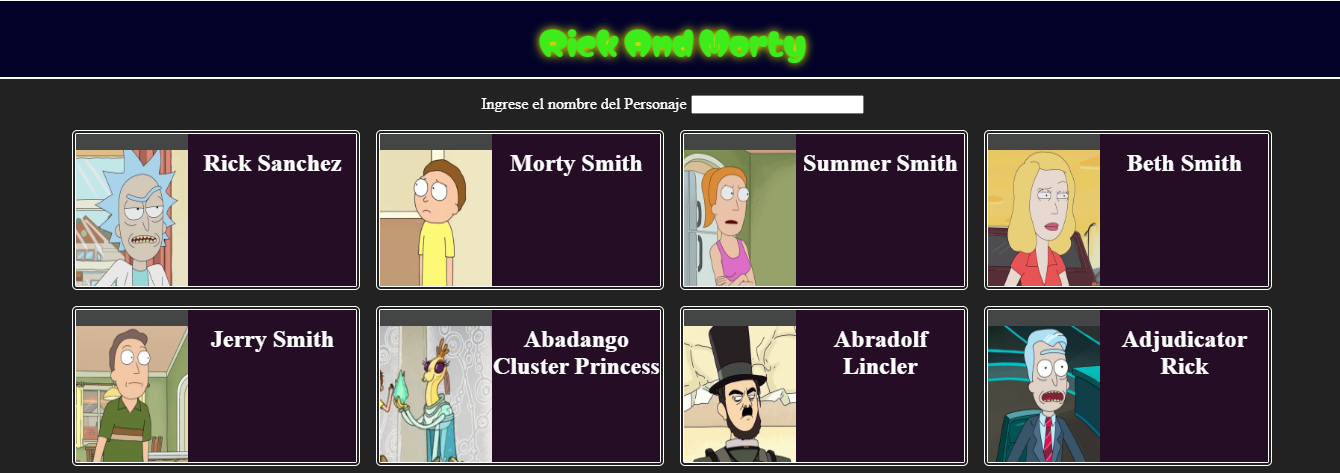 Rick And Morty
Ingrese el nombre del Personaje
Rick Sanchez
Morty Smith
Summer Smith
Beth Smith
Jerry Smith
Abadango
Cluster Princess
Abradolf
Lincler
Adjudicator
Rick